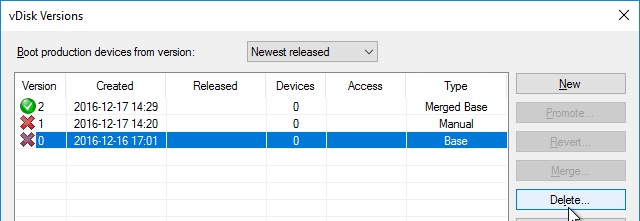 vDisk Versions
Boot production devices from version: Newest released
Version Created Released Devices Access Type
2 2016-12-17 14:29 0 Merged Base
1 2016-12-17 14:20 0 Manual
0 2016-12-16 17:01 0 Base
New
Promote...
Revert...
Merge...
Delete...